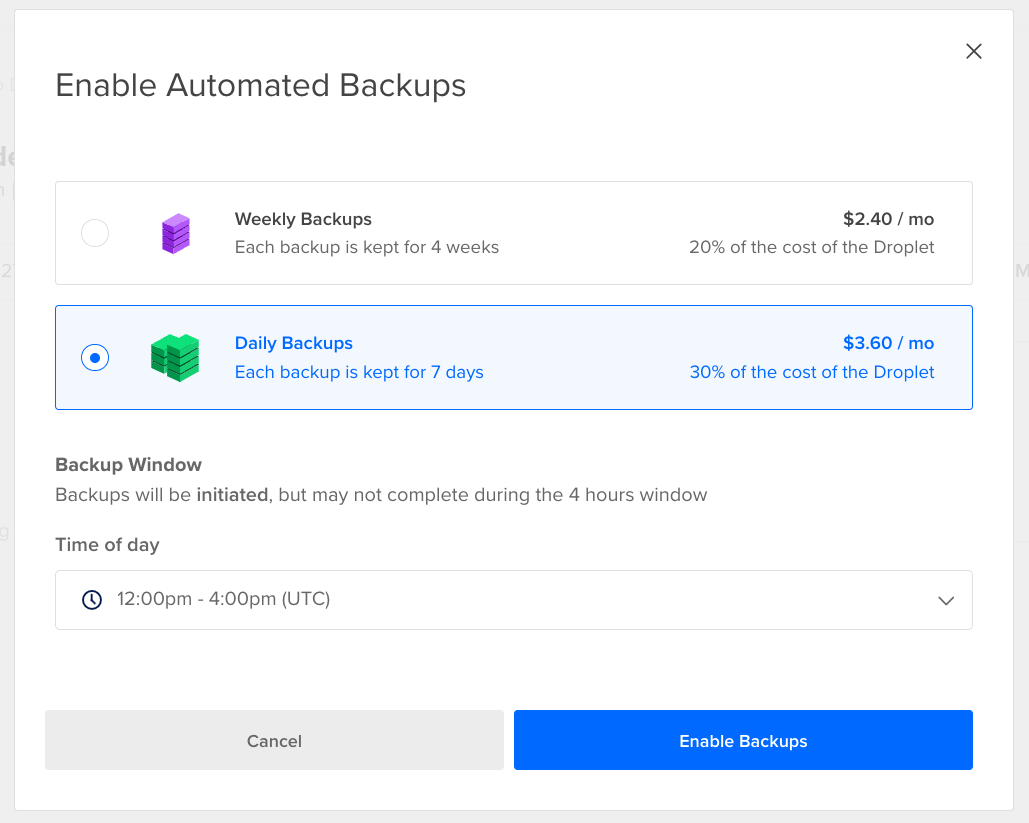 Enable Automated Backups
Weekly Backups
$2.40 / mo
Each backup is kept for 4 weeks
20% of the cost of the Droplet
Daily Backups
$3.60 / mo
Each backup is kept for 7 days
30% of the cost of the Droplet
Backup Window
Backups will be initiated, but may not complete during the 4 hours window
Time of day
12:00pm - 4:00pm (UTC)
Cancel
Enable Backups